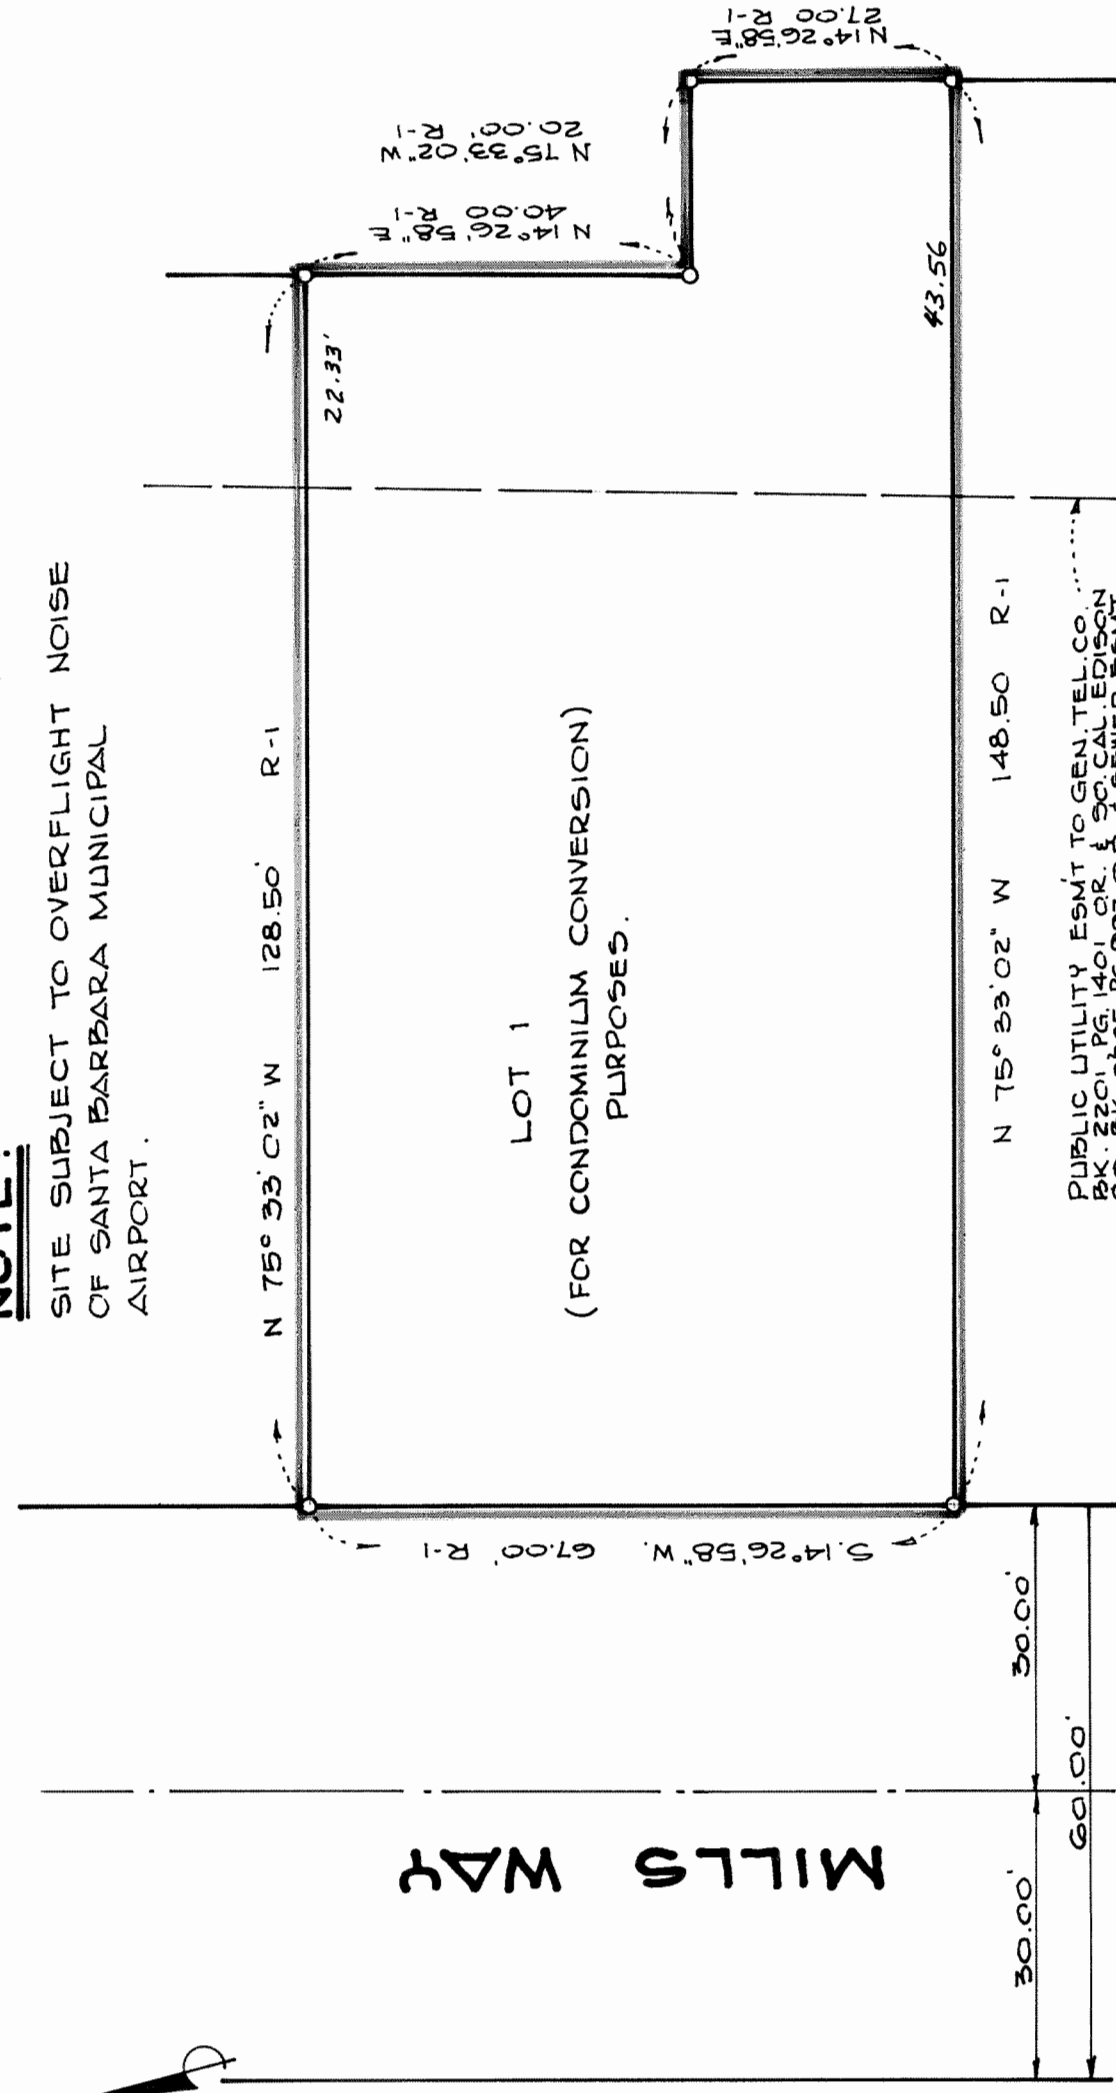 NOTE:
SITE SUBJECT TO OVERFLIGHT NOISE
OF SANTA BARBARA MUNICIPAL
AIRPORT.
N 75° 33' 02" W 128.50' R-1
22.33'
N 14° 26' 58" E
40.00 R-1
N 75° 33' 02" W
20.00' R-1
N 14° 26' 58" E
27.00 R-1
43.56
LOT 1
(FOR CONDOMINIUM CONVERSION)
PURPOSES.
S. 14° 26' 58" W. 67.00' R-1
N 75° 33' 02" W 148.50 R-1
MILLS WAY
30.00'
30.00'
60.00'
PUBLIC UTILITY ESM'T TO GEN. TEL. CO.
BK. 2201, PG. 1401 O.R. & SO. CAL. EDISON